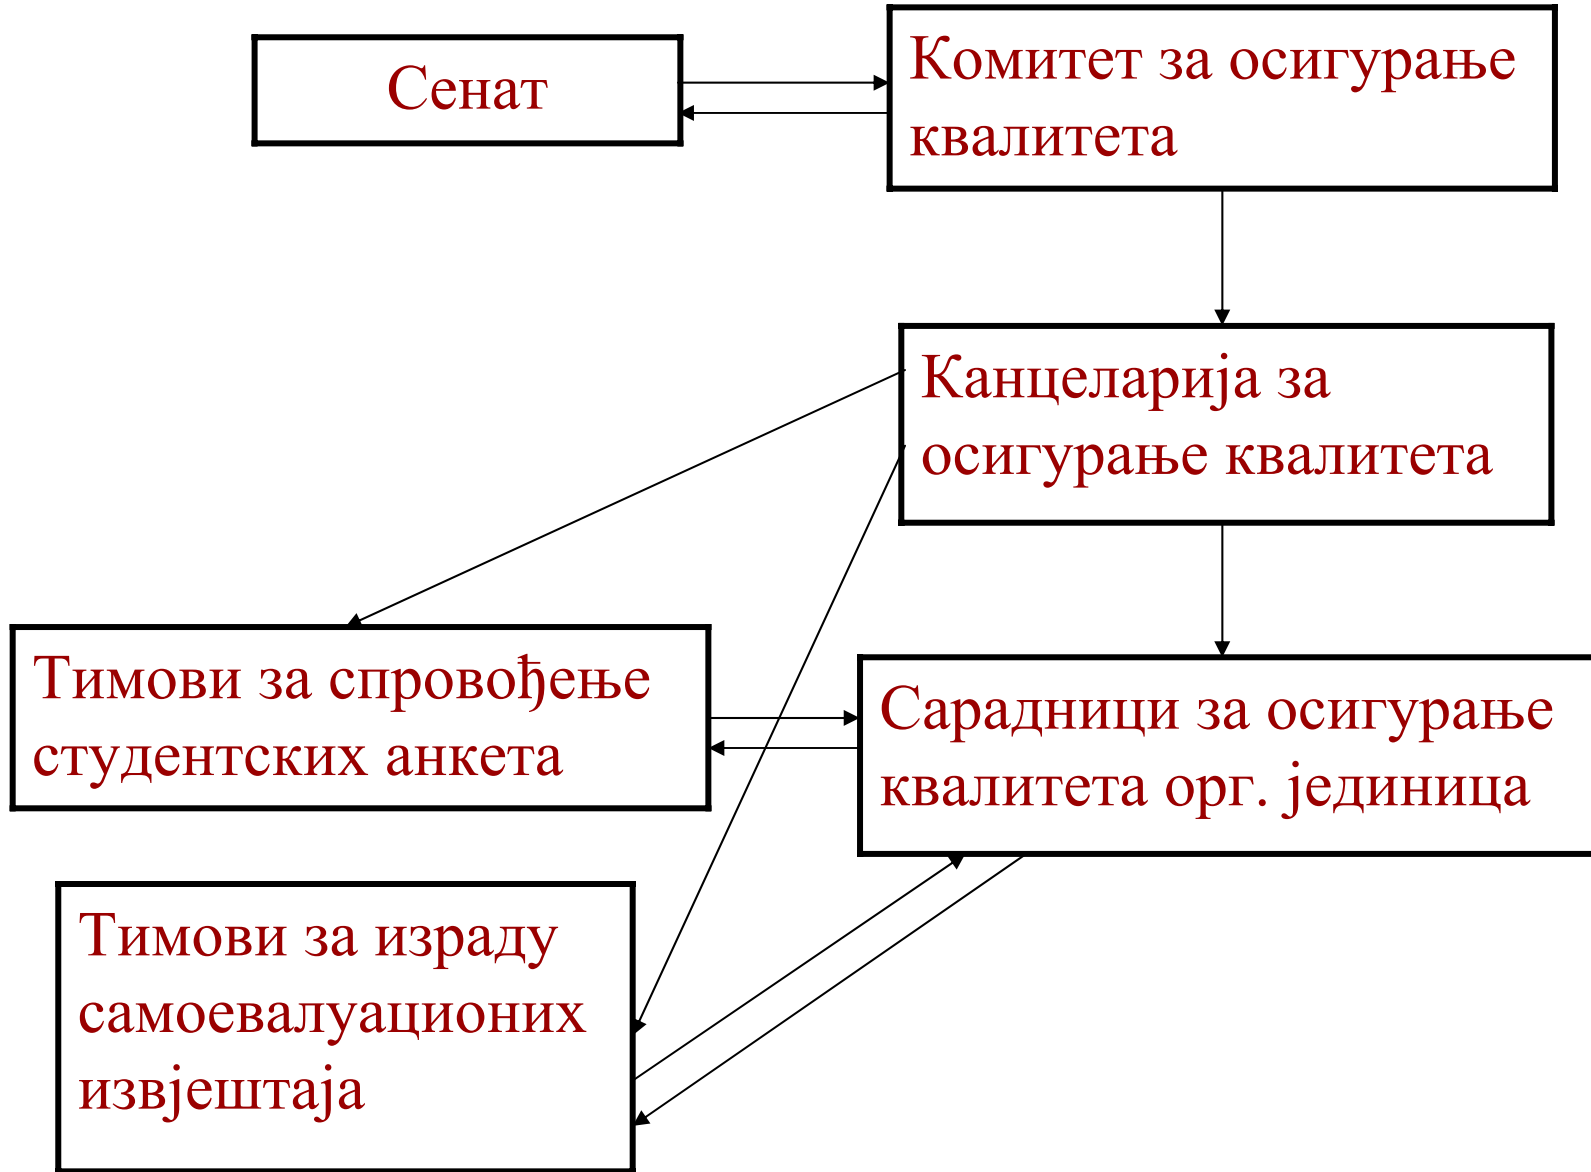 Сенат
Комитет за осигурање
квалитета
Канцеларија за
осигурање квалитета
Тимови за спровођење
студентских анкета
Сарадници за осигурање
квалитета орг. јединица
Тимови за израду
самоевалуационих
извјештаја